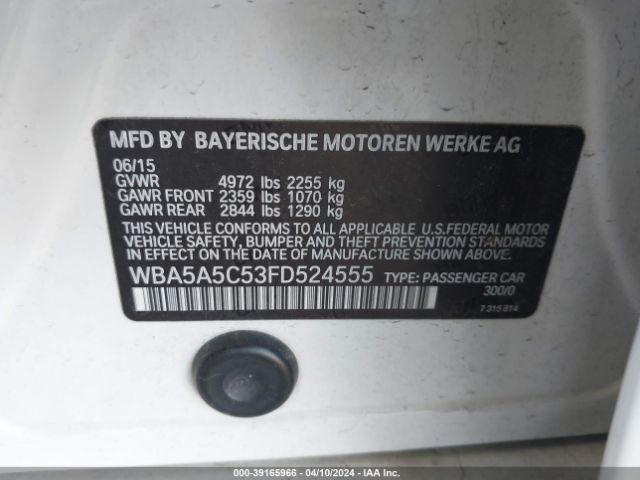 MFD BY BAYERISCHE MOTOREN WERKE AG
06/15
GVWR 4972 lbs 2255 kg
GAWR FRONT 2359 lbs 1070 kg
GAWR REAR 2844 lbs 1290 kg
THIS VEHICLE CONFORMS TO ALL APPLICABLE U.S.FEDERAL MOTOR
VEHICLE SAFETY, BUMPER AND THEFT PREVENTION STANDARDS IN
EFFECT ON THE DATE OF MANUFACTURE SHOWN ABOVE.
WBA5A5C53FD524555 TYPE: PASSENGER CAR
300/0
7 315 814
000-39165966 - 04/10/2024 - IAA Inc.